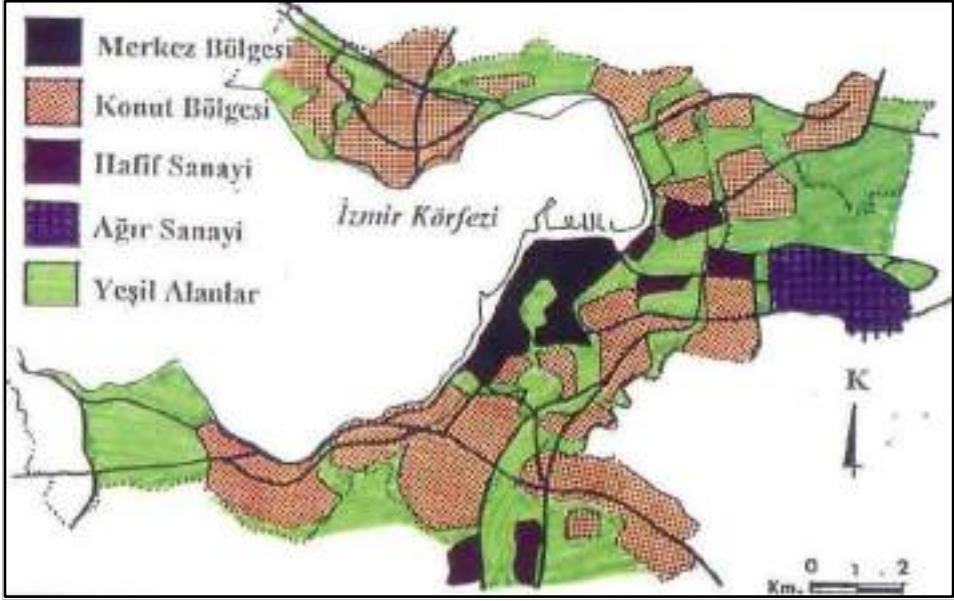 Merkez Bölgesi
Konut Bölgesi
Hafif Sanayi
Ağır Sanayi
Yeşil Alanlar
İzmir Körfezi
K
0 1 . 2
Km.